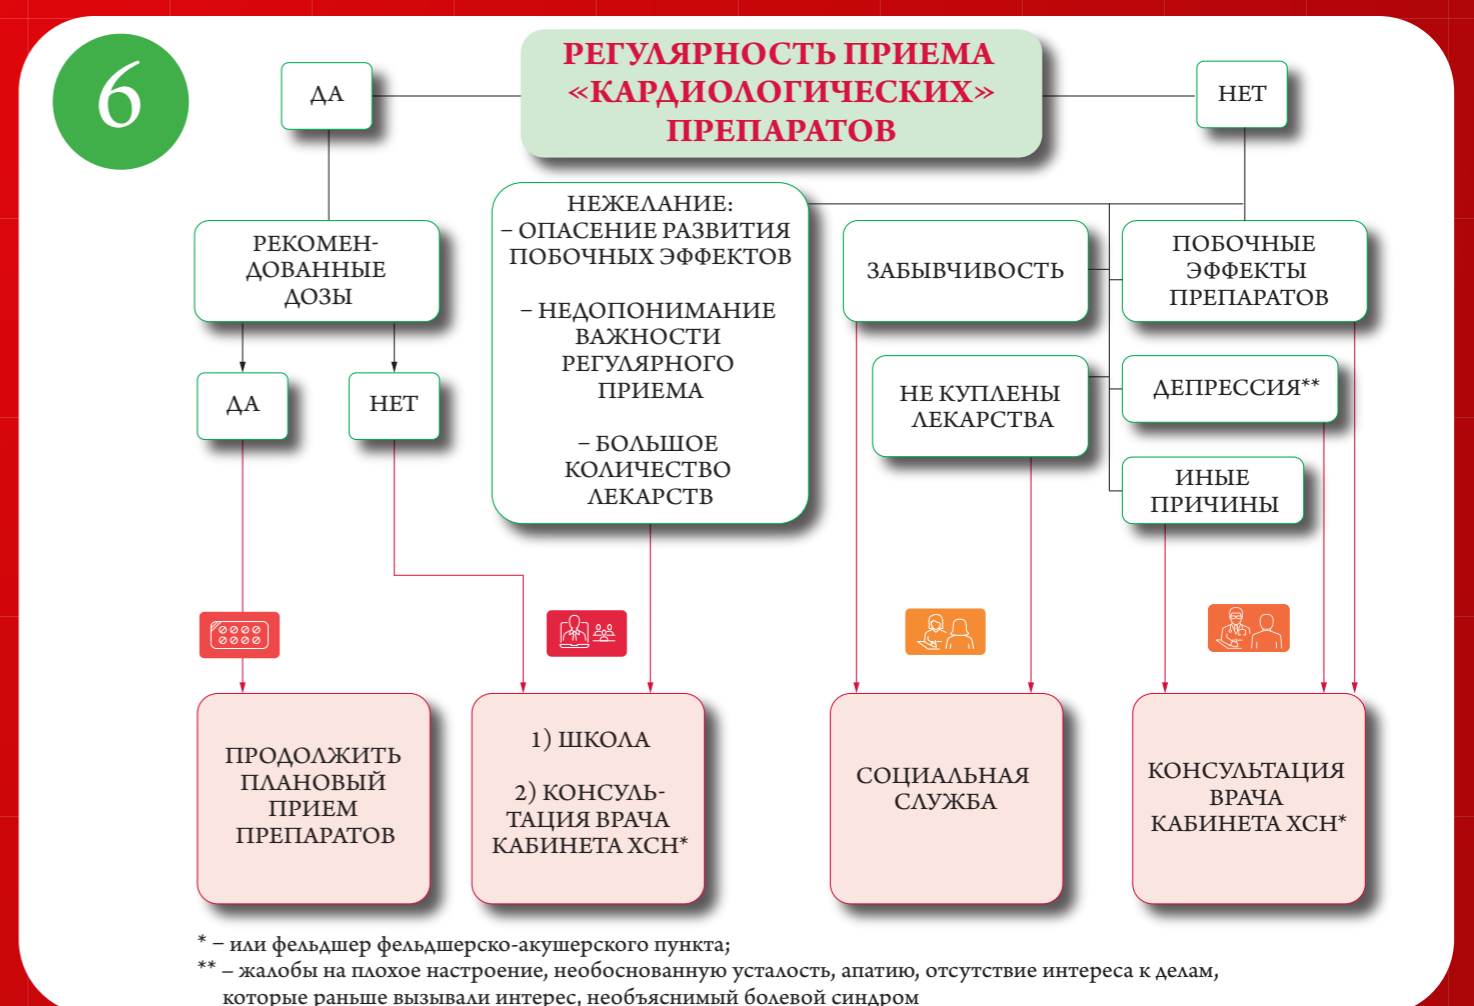 6
РЕГУЛЯРНОСТЬ ПРИЕМА
«КАРДИОЛОГИЧЕСКИХ»
ПРЕПАРАТОВ
ДА
НЕТ
РЕКОМЕН-
ДОВАННЫЕ
ДОЗЫ
ДА
НЕТ
НЕЖЕЛАНИЕ:
– ОПАСЕНИЕ РАЗВИТИЯ
ПОБОЧНЫХ ЭФФЕКТОВ
– НЕДОПОНИМАНИЕ
ВАЖНОСТИ
РЕГУЛЯРНОГО
ПРИЕМА
– БОЛЬШОЕ
КОЛИЧЕСТВО
ЛЕКАРСТВ
ЗАБЫВЧИВОСТЬ
НЕ КУПЛЕНЫ
ЛЕКАРСТВА
ПОБОЧНЫЕ
ЭФФЕКТЫ
ПРЕПАРАТОВ
ДЕПРЕССИЯ**
ИНЫЕ
ПРИЧИНЫ
ПРОДОЛЖИТЬ
ПЛАНОВЫЙ
ПРИЕМ
ПРЕПАРАТОВ
1) ШКОЛА
2) КОНСУЛЬ-
ТАЦИЯ ВРАЧА
КАБИНЕТА ХСН*
СОЦИАЛЬНАЯ
СЛУЖБА
КОНСУЛЬТАЦИЯ
ВРАЧА
КАБИНЕТА ХСН*
* – или фельдшер фельдшерско-акушерского пункта;
** – жалобы на плохое настроение, необоснованную усталость, апатию, отсутствие интереса к делам,
которые раньше вызывали интерес, необъяснимый болевой синдром